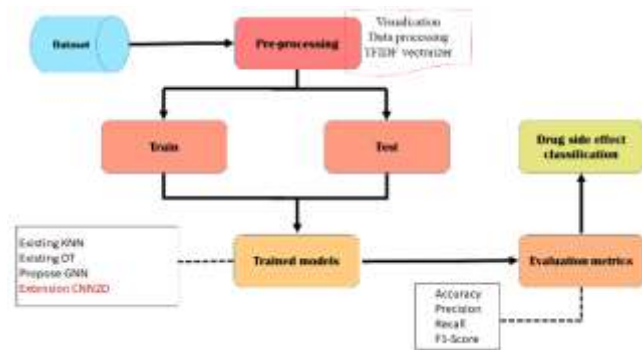 Visualization
Data processing
TFIDF vectraizer
Dataset
Pre-processing
Train
Test
Drug side effect
classification
Existing KNN
Existing DT
Propose GNN
Extension CNN2D
Trained models
Evaluation metrics
Accuracy
Precision
Recall
F1-Score